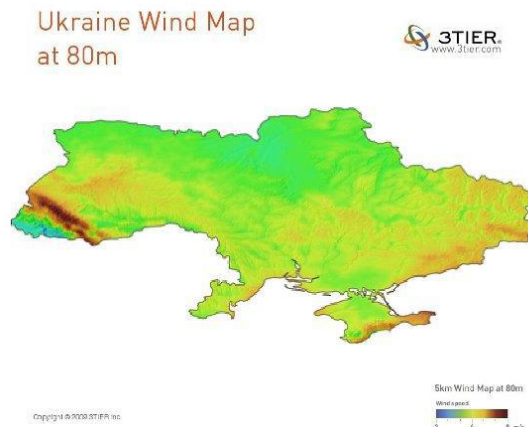 Ukraine Wind Map
at 80m
3TIER®
www.3tier.com
5km Wind Map at 80m
Wind speed
Copyright © 2009 3TIER Inc.